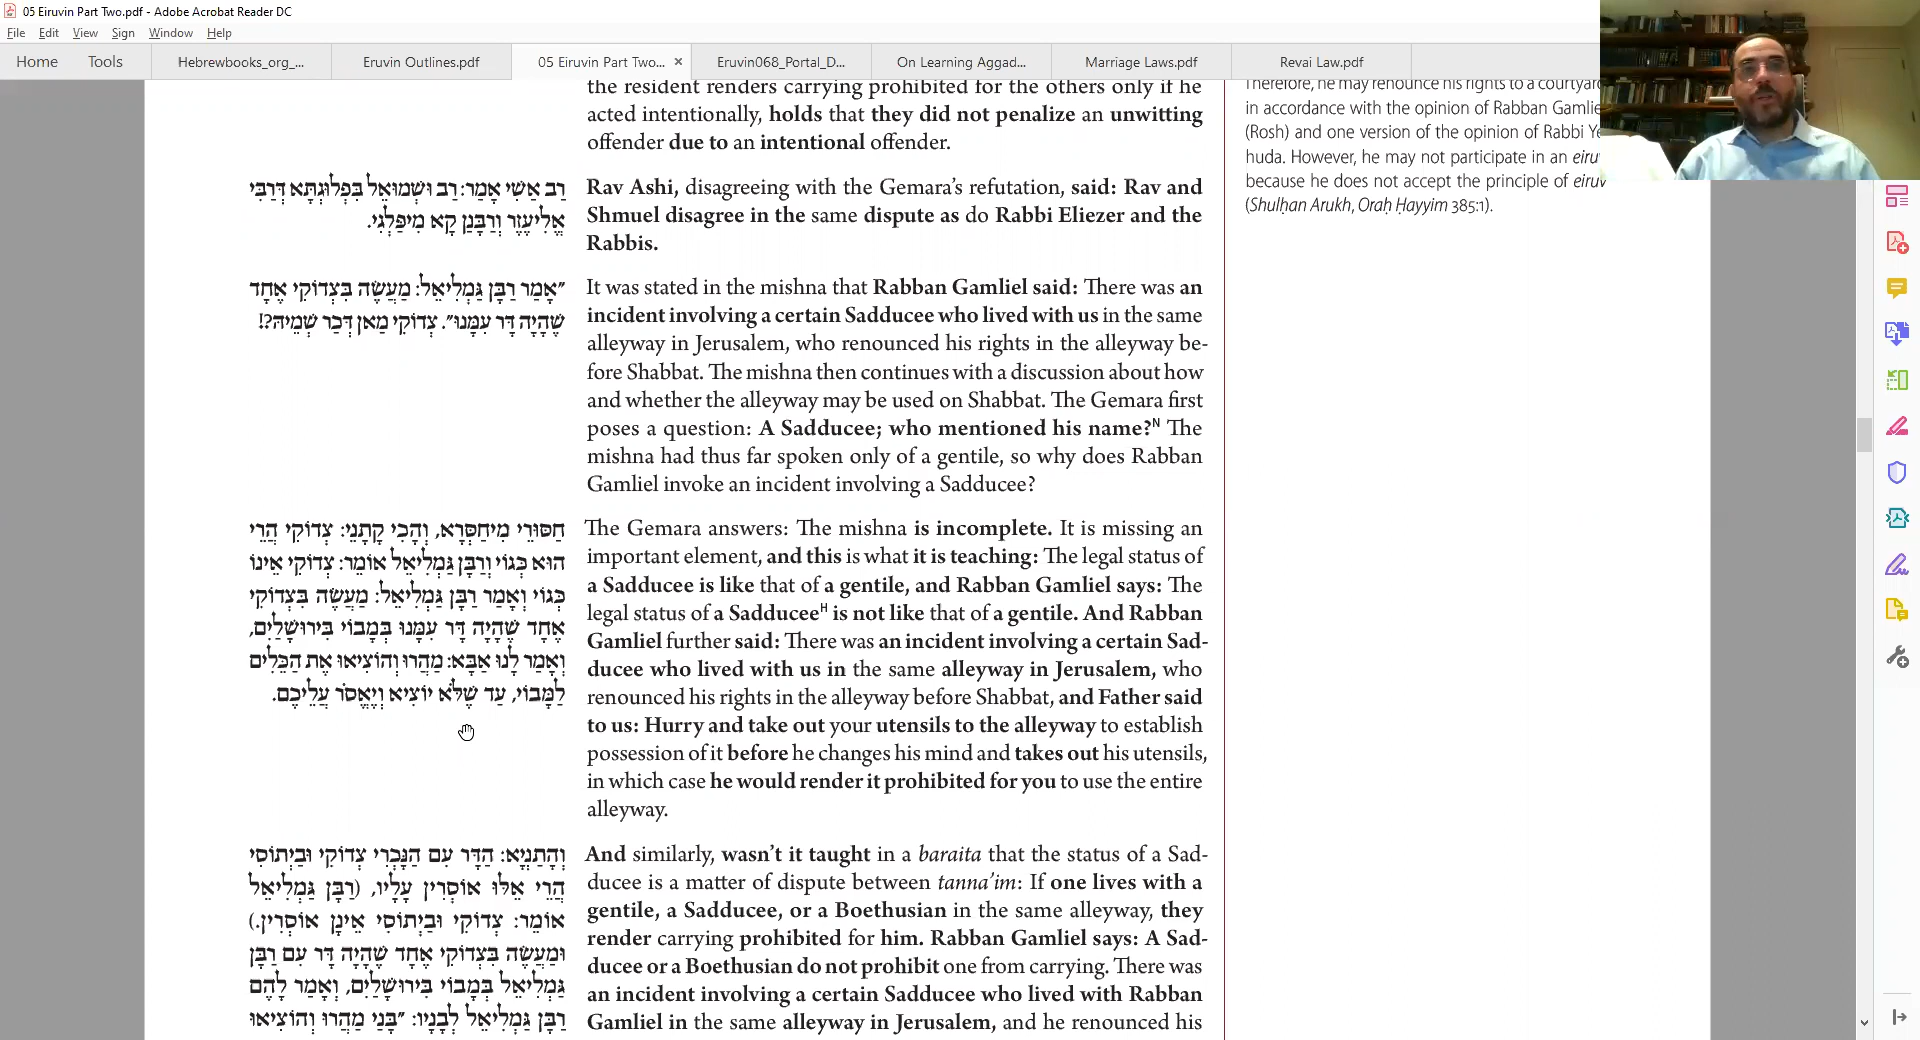 05 Eiruvin Part Two.pdf - Adobe Acrobat Reader DC
File Edit View Sign Window Help
Home Tools Hebrewbooks_org_... Eruvin Outlines.pdf 05 Eiruvin Part Two... × Eruvin068_Portal_D... On Learning Aggad... Marriage Laws.pdf Revai Law.pdf
the resident renders carrying prohibited for the others only if he
acted intentionally, holds that they did not penalize an unwitting
offender due to an intentional offender.
רַב אַשִׁי אָמַר: רַב וּשְׁמוּאֵל בִּפְלוּגְתָּא דְּרַבִּי
אֱלִיעֶזֶר וְרַבָּנַן קָא מִיפַּלְגִי.
Rav Ashi, disagreeing with the Gemara's refutation, said: Rav and
Shmuel disagree in the same dispute as do Rabbi Eliezer and the
Rabbis.
״אָמַר רַבָּן גַּמְלִיאֵל: מַעֲשֶׂה בִּצְדוֹקִי אֶחָד
שֶׁהָיָה דָּר עִמָּנוּ״. צְדוֹקִי מַאן דְּכַר שְׁמֵיהּ?!
It was stated in the mishna that Rabban Gamliel said: There was an
incident involving a certain Sadducee who lived with us in the same
alleyway in Jerusalem, who renounced his rights in the alleyway be-
fore Shabbat. The mishna then continues with a discussion about how
and whether the alleyway may be used on Shabbat. The Gemara first
poses a question: A Sadducee; who mentioned his name?N The
mishna had thus far spoken only of a gentile, so why does Rabban
Gamliel invoke an incident involving a Sadducee?
חַסּוּרֵי מִיחַסְּרָא, וְהָכִי קָתָנֵי: צְדוֹקִי הֲרֵי
הוּא כְּגוֹי וְרַבָּן גַּמְלִיאֵל אוֹמֵר: צְדוֹקִי אֵינוֹ
כְּגוֹי וְאָמַר רַבָּן גַּמְלִיאֵל: מַעֲשֶׂה בִּצְדוֹקִי
אֶחָד שֶׁהָיָה דָּר עִמָּנוּ בְּמָבוֹי בִּירוּשָׁלַיִם,
וְאָמַר לָנוּ אַבָּא: מַהֲרוּ וְהוֹצִיאוּ אֶת הַכֵּלִים
לַמָּבוֹי, עַד שֶׁלֹּא יוֹצִיא וְיֶאֱסֹר עֲלֵיכֶם.
The Gemara answers: The mishna is incomplete. It is missing an
important element, and this is what it is teaching: The legal status of
a Sadducee is like that of a gentile, and Rabban Gamliel says: The
legal status of a SadduceeH is not like that of a gentile. And Rabban
Gamliel further said: There was an incident involving a certain Sad-
ducee who lived with us in the same alleyway in Jerusalem, who
renounced his rights in the alleyway before Shabbat, and Father said
to us: Hurry and take out your utensils to the alleyway to establish
possession of it before he changes his mind and takes out his utensils,
in which case he would render it prohibited for you to use the entire
alleyway.
וְהָתַנְיָא: הַדָּר עִם הַנׇּכְרִי צְדוֹקִי וּבַיְתוֹסִי
הֲרֵי אֵלּוּ אוֹסְרִין עָלָיו, (רַבָּן גַּמְלִיאֵל
אוֹמֵר: צְדוֹקִי וּבַיְתוֹסִי אֵינָן אוֹסְרִין.)
וּמַעֲשֶׂה בִּצְדוֹקִי אֶחָד שֶׁהָיָה דָּר עִם רַבָּן
גַּמְלִיאֵל בְּמָבוֹי בִּירוּשָׁלַיִם, וְאָמַר לָהֶם
רַבָּן גַּמְלִיאֵל לְבָנָיו: ״בָּנַי מַהֲרוּ וְהוֹצִיאוּ
And similarly, wasn't it taught in a baraita that the status of a Sad-
ducee is a matter of dispute between tanna'im: If one lives with a
gentile, a Sadducee, or a Boethusian in the same alleyway, they
render carrying prohibited for him. Rabban Gamliel says: A Sad-
ducee or a Boethusian do not prohibit one from carrying. There was
an incident involving a certain Sadducee who lived with Rabban
Gamliel in the same alleyway in Jerusalem, and he renounced his
Therefore, he may renounce his rights to a courtyar
in accordance with the opinion of Rabban Gamlie
(Rosh) and one version of the opinion of Rabbi Ye
huda. However, he may not participate in an eiru
because he does not accept the principle of eiruv
(Shulḥan Arukh, Oraḥ Ḥayyim 385:1).